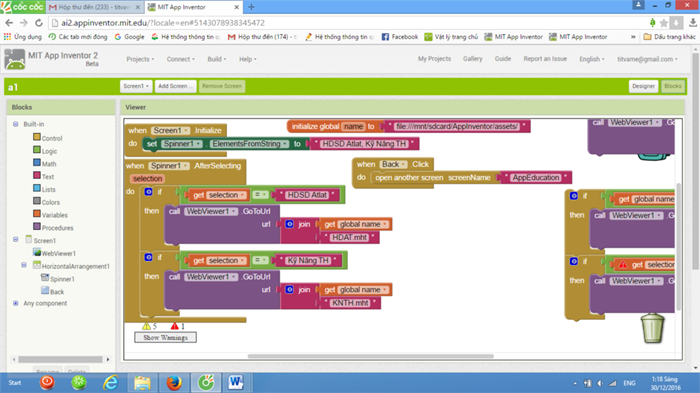 CỐC CỐC
Hộp thư đến (233) - titvam
MIT App Inventor
ai2.appinventor.mit.edu/?locale=en#5143078938345472
Ứng dụng
Các tab mới đóng
Google
Hệ thống thông tin q
Hộp thư đến (174) - t
Hệ thống thông tin q
Facebook
Vật lý trang chủ
MIT App Inventor
MIT App Inventor
Dấu trang khác
MIT App Inventor 2
Beta
Projects
Connect
Build
Help
My Projects
Gallery
Guide
Report an Issue
English
titvame@gmail.com
a1
Screen1
Add Screen ...
Remove Screen
Designer
Blocks
Blocks
Viewer
Built-in
Control
Logic
Math
Text
Lists
Colors
Variables
Procedures
Screen1
WebViewer1
HorizontalArrangement1
Spinner1
Back
Any component
Rename
Delete
initialize global name to " file:///mnt/sdcard/AppInventor/assets/ "
when Screen1 .Initialize
do set Spinner1 . ElementsFromString to " HDSD Atlat, Kỹ Năng TH "
when Spinner1 .AfterSelecting
selection
do if get selection = " HDSD Atlat "
then call WebViewer1 .GoToUrl
url join get global name
" HDAT.mht "
if get selection = " Kỹ Năng TH "
then call WebViewer1 .GoToUrl
url join get global name
" KNTH.mht "
when Back .Click
do open another screen screenName " AppEducation "
call WebViewer1 .GoToU
if get global nam
then call WebViewer1 .Go
if get selection
then call WebViewer1 .Go
5
1
Show Warnings
Start
ENG
1:18 Sáng
30/12/2016